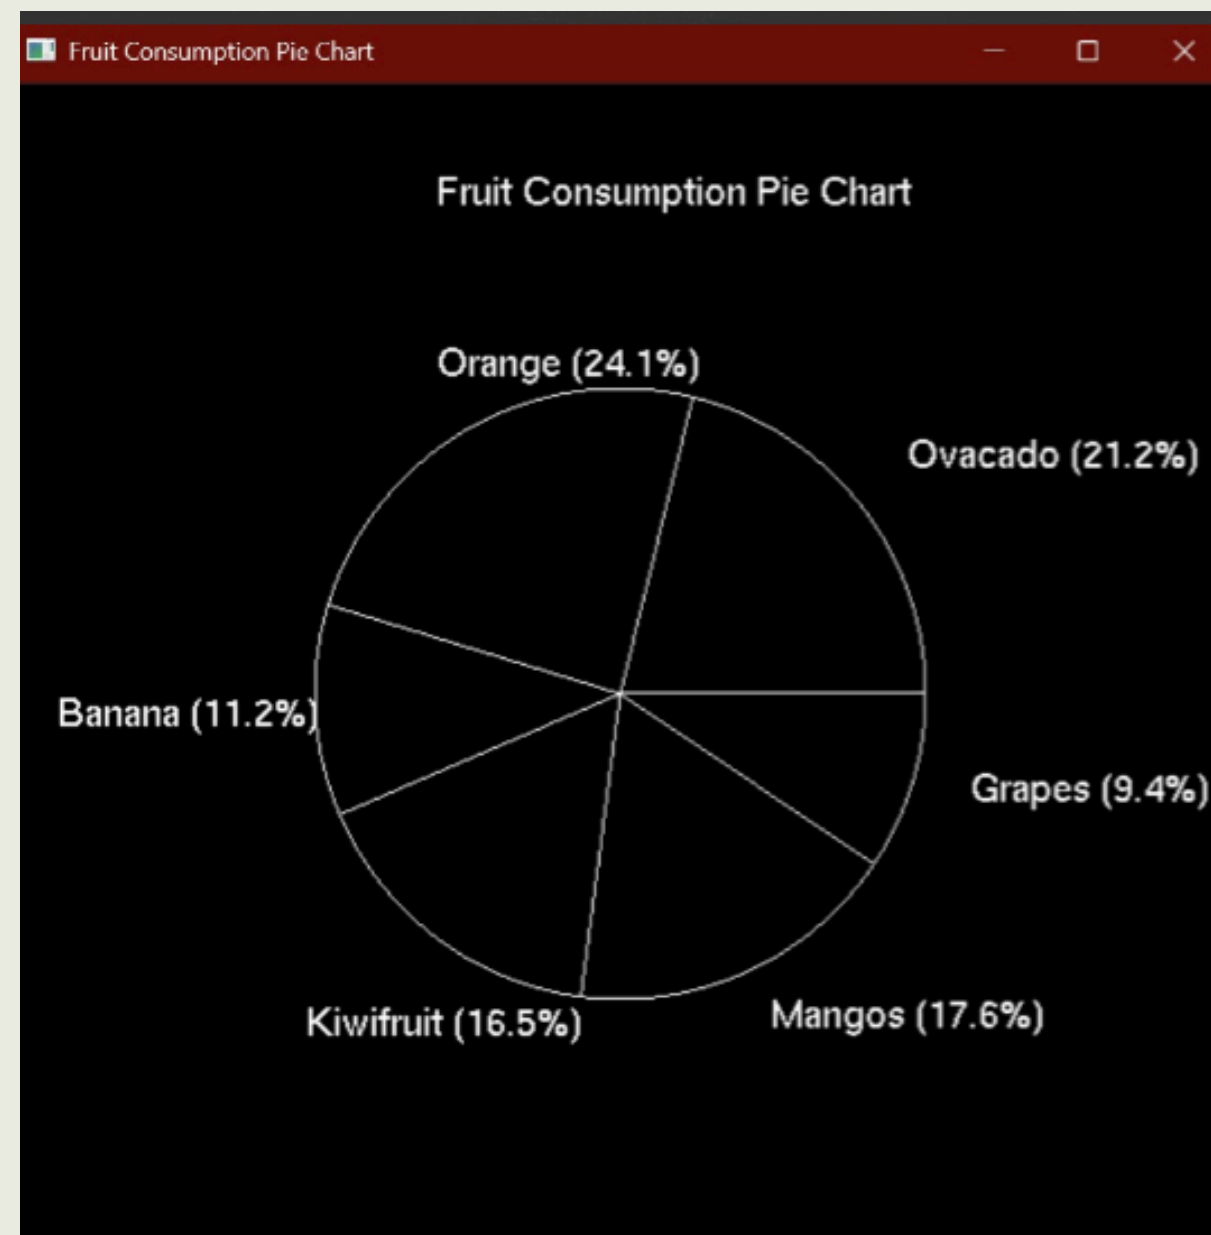 Fruit Consumption Pie Chart
Fruit Consumption Pie Chart
Orange (24.1%)
Ovacado (21.2%)
Banana (11.2%)
Grapes (9.4%)
Kiwifruit (16.5%)
Mangos (17.6%)